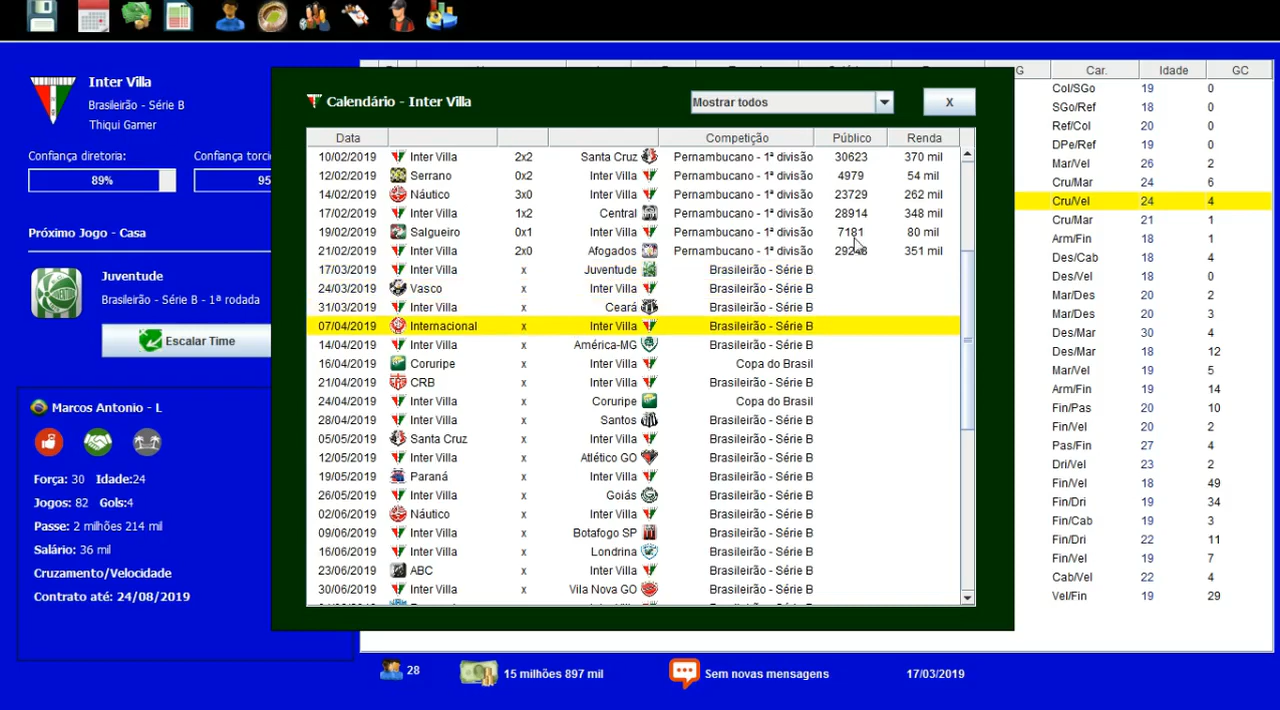 Inter Villa
Brasileirão - Série B
Thiqui Gamer
Confiança diretoria:
Confiança torci
89%
95
Próximo Jogo - Casa
Juventude
Brasileirão - Série B - 1ª rodada
Escalar Time
Marcos Antonio - L
Força: 30 Idade:24
Jogos: 82 Gols:4
Passe: 2 milhões 214 mil
Salário: 36 mil
Cruzamento/Velocidade
Contrato até: 24/08/2019
Calendário - Inter Villa
Mostrar todos
X
Data Competição Público Renda
10/02/2019 Inter Villa 2x2 Santa Cruz Pernambucano - 1ª divisão 30623 370 mil
12/02/2019 Serrano 0x2 Inter Villa Pernambucano - 1ª divisão 4979 54 mil
14/02/2019 Náutico 3x0 Inter Villa Pernambucano - 1ª divisão 23729 262 mil
17/02/2019 Inter Villa 1x2 Central Pernambucano - 1ª divisão 28914 348 mil
19/02/2019 Salgueiro 0x1 Inter Villa Pernambucano - 1ª divisão 7181 80 mil
21/02/2019 Inter Villa 2x0 Afogados Pernambucano - 1ª divisão 351 mil
17/03/2019 Inter Villa x Juventude Brasileirão - Série B
24/03/2019 Vasco x Inter Villa Brasileirão - Série B
31/03/2019 Inter Villa x Ceará Brasileirão - Série B
07/04/2019 Internacional x Inter Villa Brasileirão - Série B
14/04/2019 Inter Villa x América-MG Brasileirão - Série B
16/04/2019 Coruripe x Inter Villa Copa do Brasil
21/04/2019 CRB x Inter Villa Brasileirão - Série B
24/04/2019 Inter Villa x Coruripe Copa do Brasil
28/04/2019 Inter Villa x Santos Brasileirão - Série B
05/05/2019 Santa Cruz x Inter Villa Brasileirão - Série B
12/05/2019 Inter Villa x Atlético GO Brasileirão - Série B
19/05/2019 Paraná x Inter Villa Brasileirão - Série B
26/05/2019 Inter Villa x Goiás Brasileirão - Série B
02/06/2019 Náutico x Inter Villa Brasileirão - Série B
09/06/2019 Inter Villa x Botafogo SP Brasileirão - Série B
16/06/2019 Inter Villa x Londrina Brasileirão - Série B
23/06/2019 ABC x Inter Villa Brasileirão - Série B
30/06/2019 Inter Villa x Vila Nova GO Brasileirão - Série B
G Car. Idade GC
Col/SGo 19 0
SGo/Ref 18 0
Ref/Col 20 0
DPe/Ref 19 0
Mar/Vel 26 2
Cru/Mar 24 6
Cru/Vel 24 4
Cru/Mar 21 1
Arm/Fin 18 1
Des/Cab 18 4
Des/Vel 18 0
Mar/Des 20 2
Mar/Des 20 3
Des/Mar 30 4
Des/Mar 18 12
Mar/Vel 19 5
Arm/Fin 19 14
Fin/Pas 20 10
Fin/Vel 20 2
Pas/Fin 27 4
Dri/Vel 23 2
Fin/Vel 18 49
Fin/Dri 19 34
Fin/Cab 19 3
Fin/Dri 22 11
Fin/Vel 19 7
Cab/Vel 22 4
Vel/Fin 19 29
28
15 milhões 897 mil
Sem novas mensagens
17/03/2019